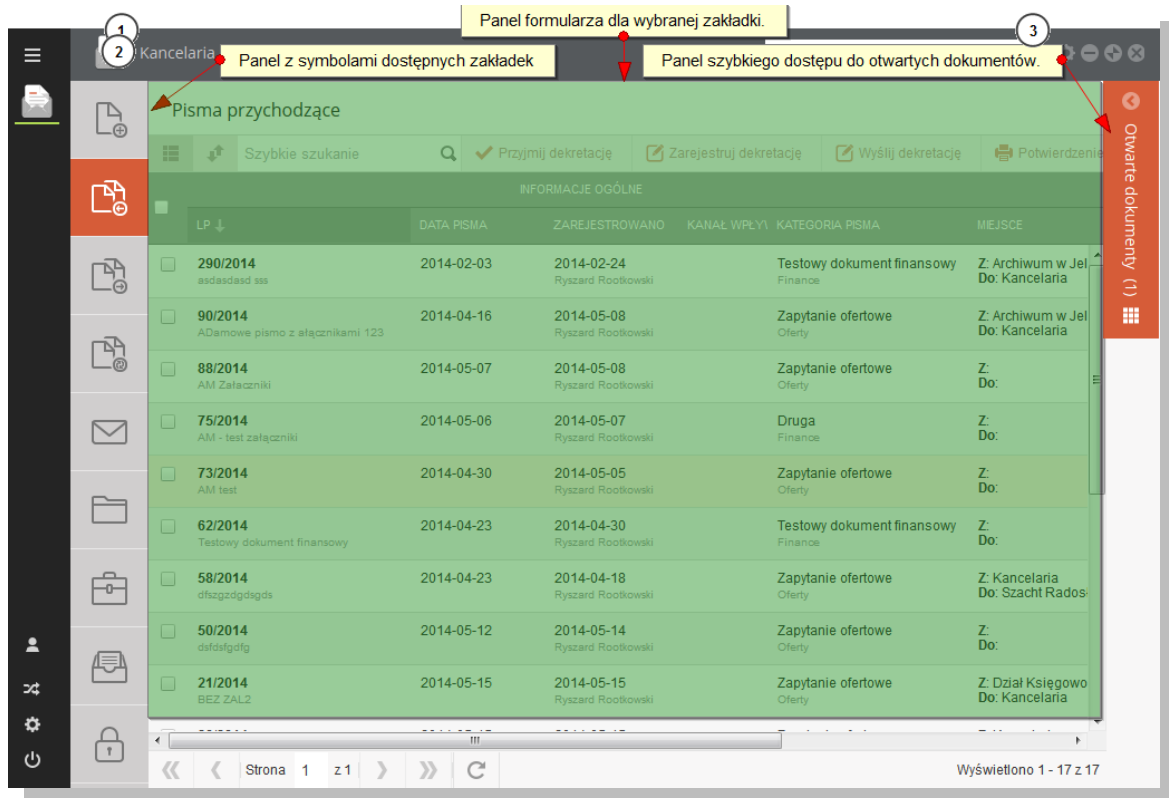 Panel formularza dla wybranej zakładki.
1
2
3
Kancelaria
Panel z symbolami dostępnych zakładek
Panel szybkiego dostępu do otwartych dokumentów.
Pisma przychodzące
Szybkie szukanie Przyjmij dekretację Zarejestruj dekretację Wyślij dekretację Potwierdzenie
Otwarte dokumenty (1)
INFORMACJE OGÓLNE
LP DATA PISMA ZAREJESTROWANO KANAŁ WPŁY KATEGORIA PISMA MIEJSCE
290/2014 2014-02-03 2014-02-24 Testowy dokument finansowy Z: Archiwum w Jel
asdasdasd sss Ryszard Rootkowski Finance Do: Kancelaria
90/2014 2014-04-16 2014-05-08 Zapytanie ofertowe Z: Archiwum w Jel
ADamowe pismo z ałącznikami 123 Ryszard Rootkowski Oferty Do: Kancelaria
88/2014 2014-05-07 2014-05-08 Zapytanie ofertowe Z:
AM Załaczniki Ryszard Rootkowski Oferty Do:
75/2014 2014-05-06 2014-05-07 Druga Z:
AM - test załączniki Ryszard Rootkowski Finance Do:
73/2014 2014-04-30 2014-05-05 Zapytanie ofertowe Z:
AM test Ryszard Rootkowski Oferty Do:
62/2014 2014-04-23 2014-04-30 Testowy dokument finansowy Z:
Testowy dokument finansowy Ryszard Rootkowski Finance Do:
58/2014 2014-04-23 2014-04-18 Zapytanie ofertowe Z: Kancelaria
dfszgzdgdsgds Ryszard Rootkowski Oferty Do: Szacht Rados
50/2014 2014-05-12 2014-05-14 Zapytanie ofertowe Z:
dsfdsfgdfg Ryszard Rootkowski Oferty Do:
21/2014 2014-05-15 2014-05-15 Zapytanie ofertowe Z: Dział Księgowo
BEZ ZAL2 Ryszard Rootkowski Oferty Do: Kancelaria
Strona 1 z 1 Wyświetlono 1 - 17 z 17